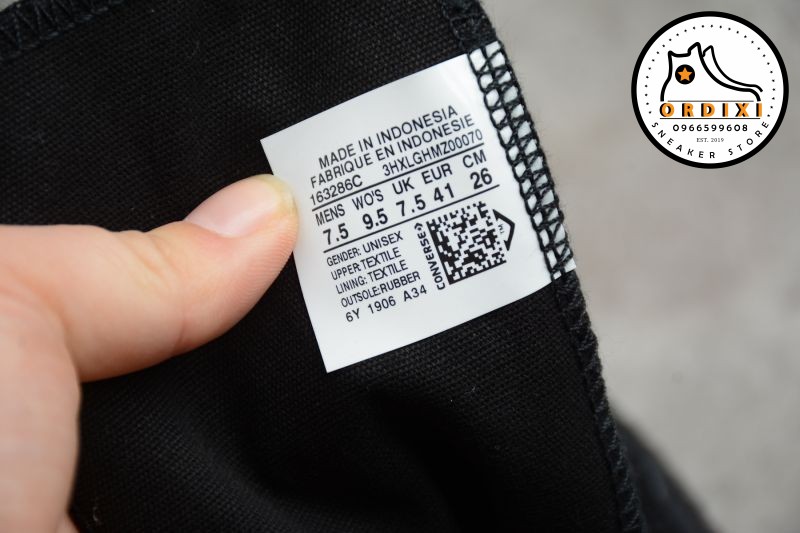 MADE IN INDONESIA
FABRIQUE EN INDONESIE
163286C 3HXLGHMZ00070
MENS WO'S UK EUR CM
7.5 9.5 7.5 41 26
GENDER: UNISEX
UPPER:TEXTILE
LINING: TEXTILE
OUTSOLE:RUBBER
6Y 1906 A34
CONVERSE
ORDIXI
0966599608
EST. 2019
SNEAKER STORE